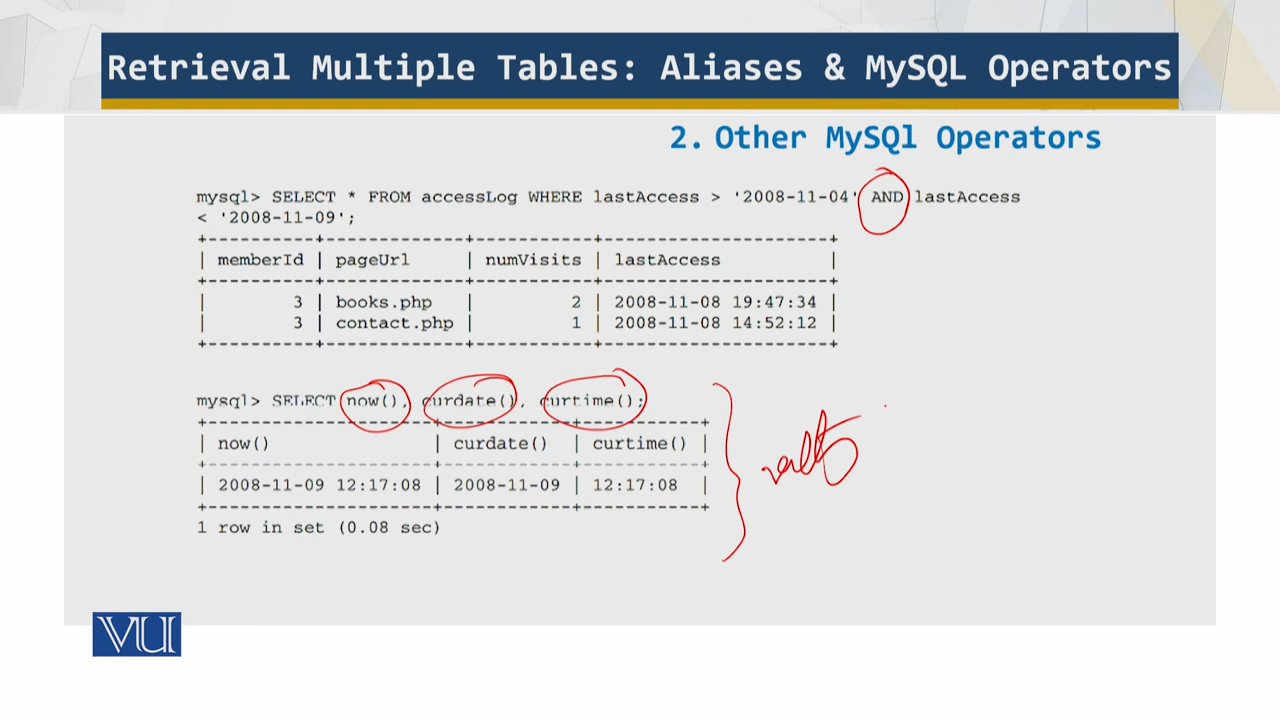 Retrieval Multiple Tables: Aliases & MySQL Operators
2. Other MySQl Operators
mysql> SELECT * FROM accessLog WHERE lastAccess > '2008-11-04' AND lastAccess
< '2008-11-09';
+----------+--------------+-----------+---------------------+
| memberId | pageUrl | numVisits | lastAccess |
+----------+--------------+-----------+---------------------+
| 3 | books.php | 2 | 2008-11-08 19:47:34 |
| 3 | contact.php | 1 | 2008-11-08 14:52:12 |
+----------+--------------+-----------+---------------------+
mysql> SELECT now(), curdate(), curtime();
+---------------------+------------+-----------+
| now() | curdate() | curtime() |
+---------------------+------------+-----------+
| 2008-11-09 12:17:08 | 2008-11-09 | 12:17:08 |
+---------------------+------------+-----------+
1 row in set (0.08 sec)
VU